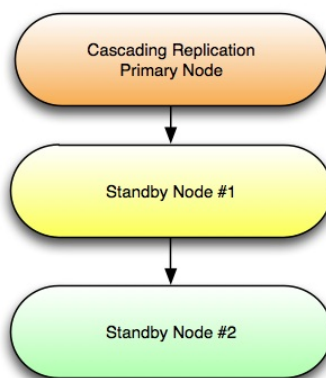 Cascading Replication
Primary Node
Standby Node #1
Standby Node #2